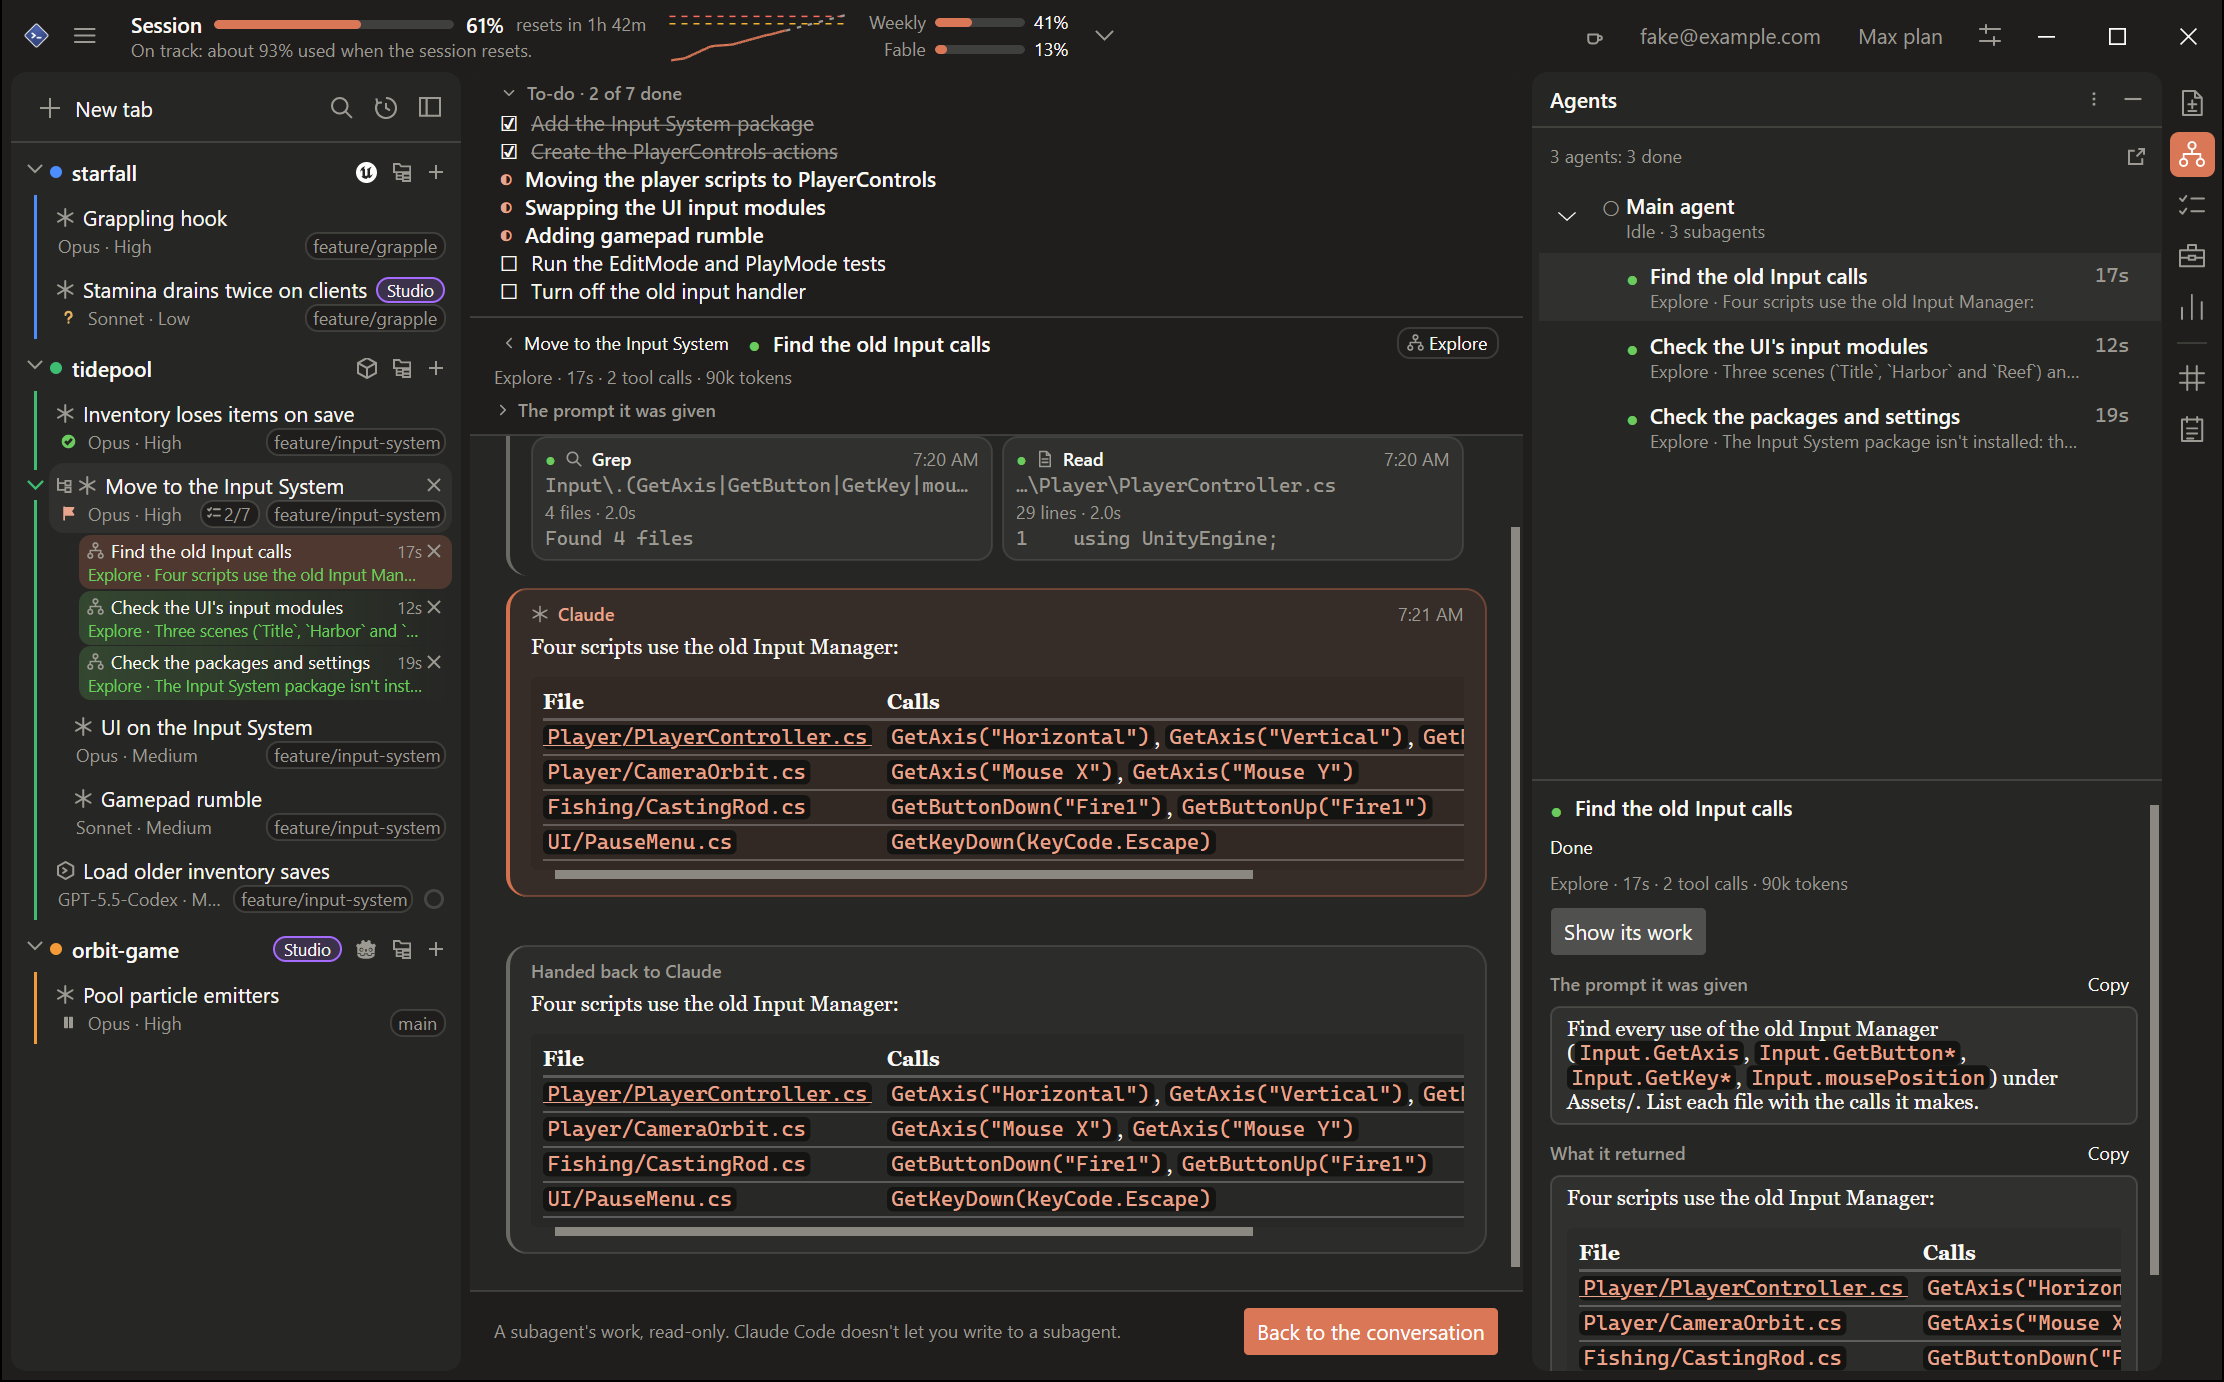 Session 61% resets in 1h 42m
On track: about 93% used when the session resets.
Weekly 41%
Fable 13%
fake@example.com Max plan
New tab
starfall
Grappling hook
Opus · High feature/grapple
Stamina drains twice on clients Studio
? Sonnet · Low feature/grapple
tidepool
Inventory loses items on save
Opus · High feature/input-system
Move to the Input System
Opus · High 2/7 feature/input-system
Find the old Input calls 17s
Explore · Four scripts use the old Input Man...
Check the UI's input modules 12s
Explore · Three scenes (`Title`, `Harbor` and `...
Check the packages and settings 19s
Explore · The Input System package isn't inst...
UI on the Input System
Opus · Medium feature/input-system
Gamepad rumble
Sonnet · Medium feature/input-system
Load older inventory saves
GPT-5.5-Codex · M... feature/input-system
orbit-game Studio
Pool particle emitters
Opus · High main
To-do · 2 of 7 done
Add the Input System package
Create the PlayerControls actions
Moving the player scripts to PlayerControls
Swapping the UI input modules
Adding gamepad rumble
Run the EditMode and PlayMode tests
Turn off the old input handler
Move to the Input System Find the old Input calls Explore
Explore · 17s · 2 tool calls · 90k tokens
The prompt it was given
Grep 7:20 AM
Input\.(GetAxis|GetButton|GetKey|mou...
4 files · 2.0s
Found 4 files
Read 7:20 AM
...\Player\PlayerController.cs
29 lines · 2.0s
1 using UnityEngine;
Claude 7:21 AM
Four scripts use the old Input Manager:
File Calls
Player/PlayerController.cs GetAxis("Horizontal"), GetAxis("Vertical"), Get
Player/CameraOrbit.cs GetAxis("Mouse X"), GetAxis("Mouse Y")
Fishing/CastingRod.cs GetButtonDown("Fire1"), GetButtonUp("Fire1")
UI/PauseMenu.cs GetKeyDown(KeyCode.Escape)
Handed back to Claude
Four scripts use the old Input Manager:
File Calls
Player/PlayerController.cs GetAxis("Horizontal"), GetAxis("Vertical"), Get
Player/CameraOrbit.cs GetAxis("Mouse X"), GetAxis("Mouse Y")
Fishing/CastingRod.cs GetButtonDown("Fire1"), GetButtonUp("Fire1")
UI/PauseMenu.cs GetKeyDown(KeyCode.Escape)
A subagent's work, read-only. Claude Code doesn't let you write to a subagent.
Back to the conversation
Agents
3 agents: 3 done
Main agent
Idle · 3 subagents
Find the old Input calls 17s
Explore · Four scripts use the old Input Manager:
Check the UI's input modules 12s
Explore · Three scenes (`Title`, `Harbor` and `Reef`) an...
Check the packages and settings 19s
Explore · The Input System package isn't installed: th...
Find the old Input calls
Done
Explore · 17s · 2 tool calls · 90k tokens
Show its work
The prompt it was given Copy
Find every use of the old Input Manager
(Input.GetAxis, Input.GetButton*,
Input.GetKey*, Input.mousePosition) under
Assets/. List each file with the calls it makes.
What it returned Copy
Four scripts use the old Input Manager:
File Calls
Player/PlayerController.cs GetAxis("Horizon
Player/CameraOrbit.cs GetAxis("Mouse X
Fishing/CastingRod.cs GetButtonDown("F